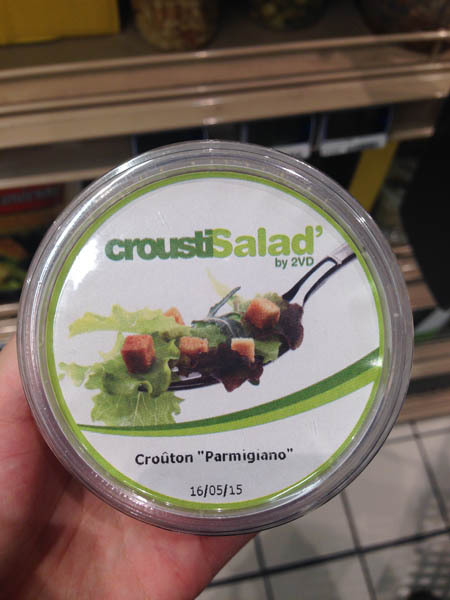 croustiSalad'
by 2VD
Croûton "Parmigiano"
16/05/15